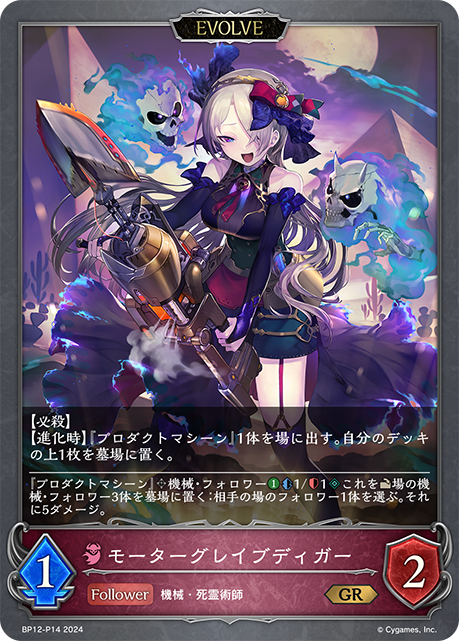 EVOLVE
【必殺】
【進化時】『プロダクトマシーン』1体を場に出す。自分のデッキ
の上1枚を墓場に置く。
『プロダクトマシーン』機械・フォロワー1 1/1 これを場の機
械・フォロワー3体を墓場に置く：相手の場のフォロワー1体を選ぶ。それ
に5ダメージ。
1
モーターグレイブディガー
2
Follower 機械・死霊術師 GR
BP12-P14 2024 © Cygames, Inc.